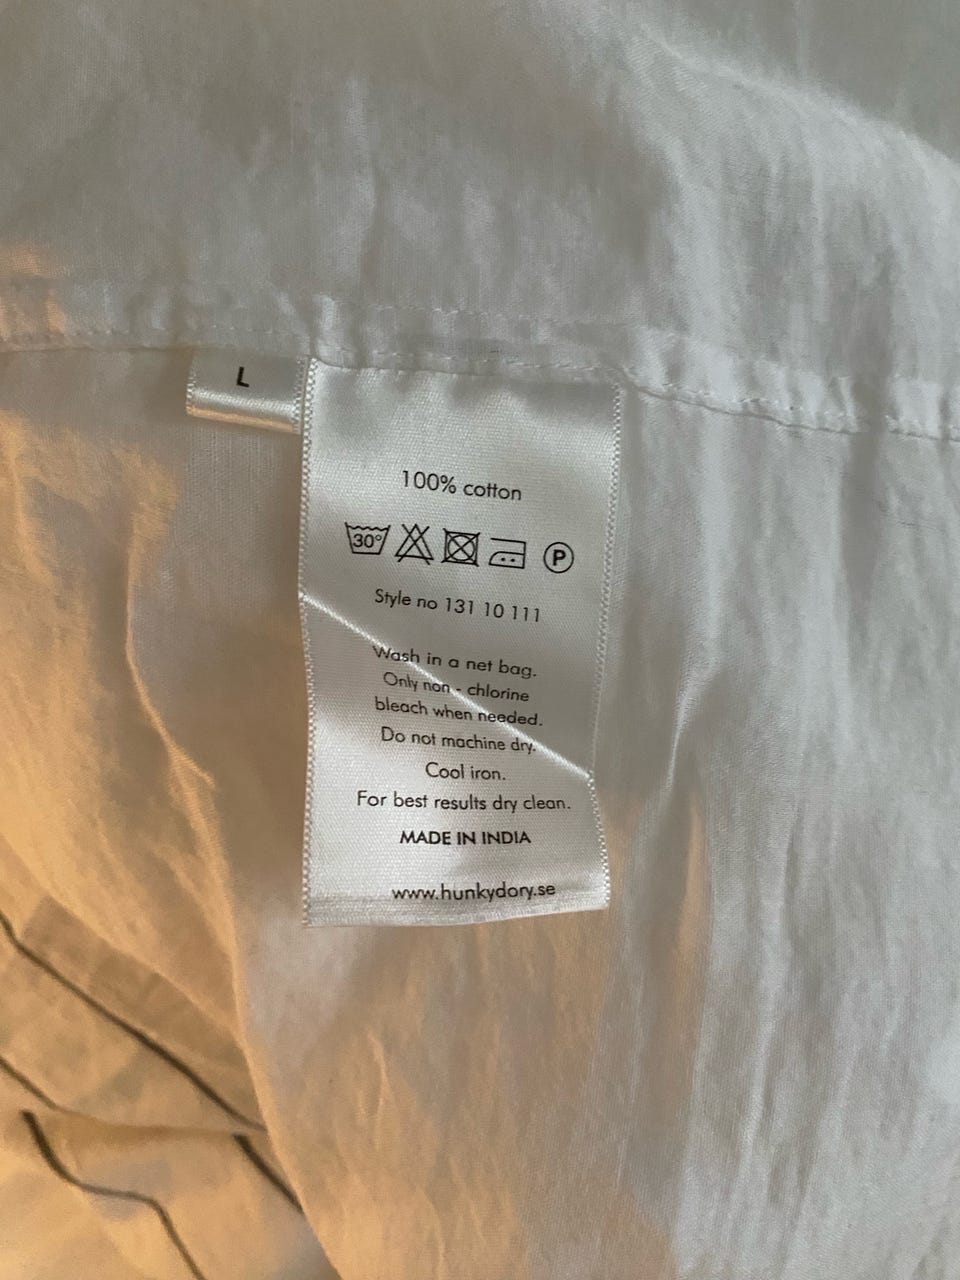 L
100% cotton
30°
P
Style no 131 10 111
Wash in a net bag.
Only non - chlorine
bleach when needed.
Do not machine dry.
Cool iron.
For best results dry clean.
MADE IN INDIA
www.hunkydory.se